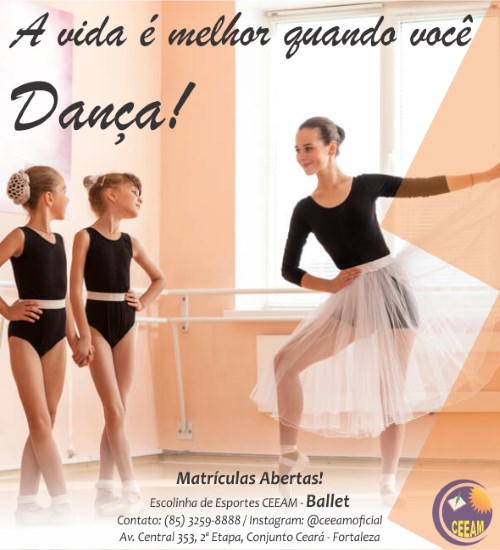 A vida é melhor quando você
Dança!
Matrículas Abertas!
Escolinha de Esportes CEEAM - Ballet
Contato: (85) 3259-8888 / Instagram: @ceeamoficial
Av. Central 353, 2ª Etapa, Conjunto Ceará - Fortaleza
CEEAM